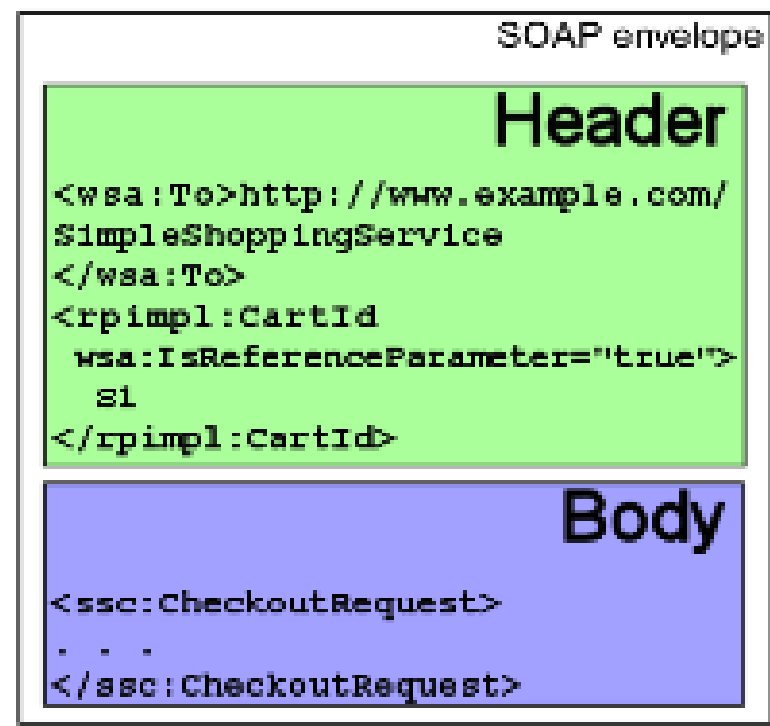 SOAP envelope
Header
<wsa:To>http://www.example.com/
SimpleShoppingService
</wsa:To>
<rpimpl:CartId
wsa:IsReferenceParameter="true">
S1
</rpimpl:CartId>
Body
<ssc:CheckoutRequest>
. . .
</ssc:CheckoutRequest>